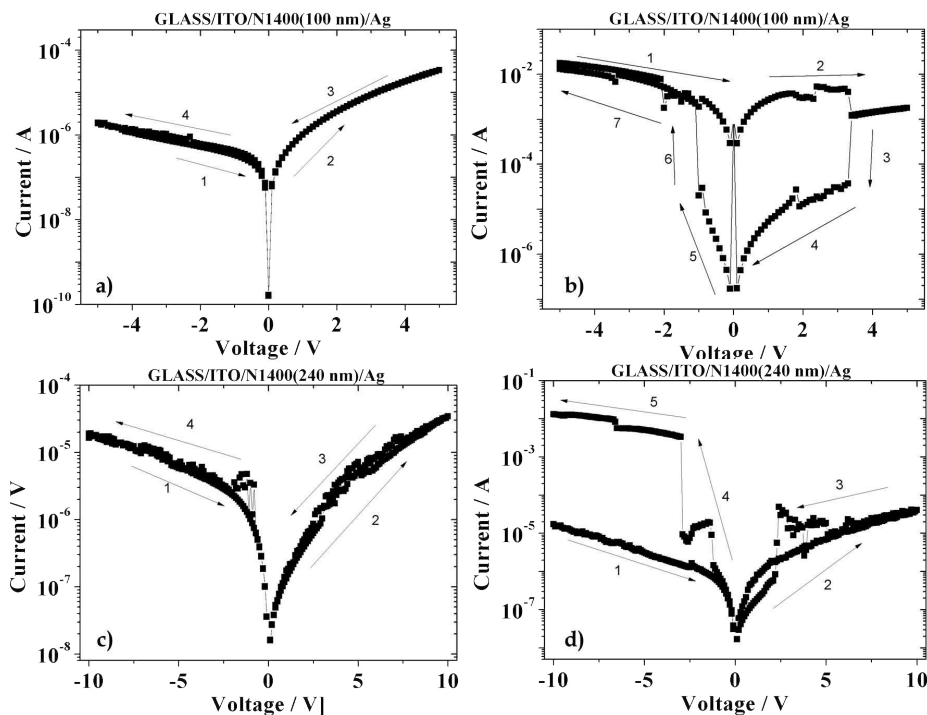 GLASS/ITO/N1400(100 nm)/Ag
Current / A
10^-4
10^-6
10^-8
10^-10
1
2
3
4
a)
-4 -2 0 2 4
Voltage / V
GLASS/ITO/N1400(100 nm)/Ag
Current / A
10^-2
10^-4
10^-6
1
2
3
4
5
6
7
b)
-4 -2 0 2 4
Voltage / V
GLASS/ITO/N1400(240 nm)/Ag
Current / V
10^-4
10^-5
10^-6
10^-7
10^-8
1
2
3
4
c)
-10 -5 0 5 10
Voltage / V]
GLASS/ITO/N1400(240 nm)/Ag
Current / A
10^-1
10^-3
10^-5
10^-7
1
2
3
4
5
d)
-10 -5 0 5 10
Voltage / V